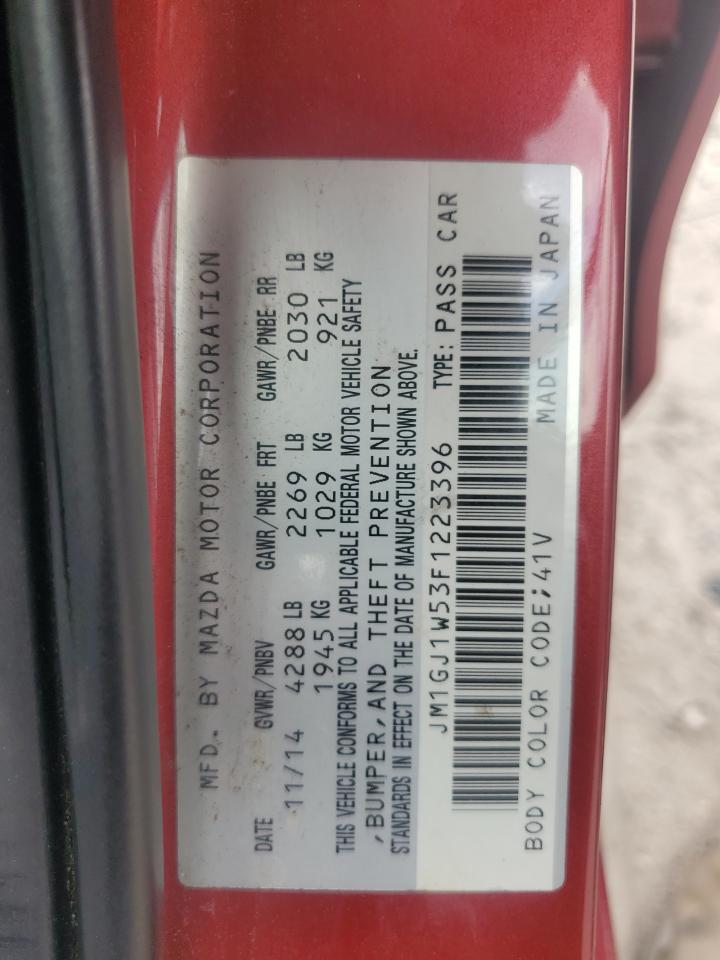 MFD. BY MAZDA MOTOR CORPORATION
DATE GVWR/PNBV GAWR/PNBE FRT GAWR/PNBE RR
11/14 4288 LB 2269 LB 2030 LB
1945 KG 1029 KG 921 KG
THIS VEHICLE CONFORMS TO ALL APPLICABLE FEDERAL MOTOR VEHICLE SAFETY
,BUMPER,AND THEFT PREVENTION
STANDARDS IN EFFECT ON THE DATE OF MANUFACTURE SHOWN ABOVE.
JM1GJ1W53F1223396 TYPE: PASS CAR
BODY COLOR CODE;41V MADE IN JAPAN